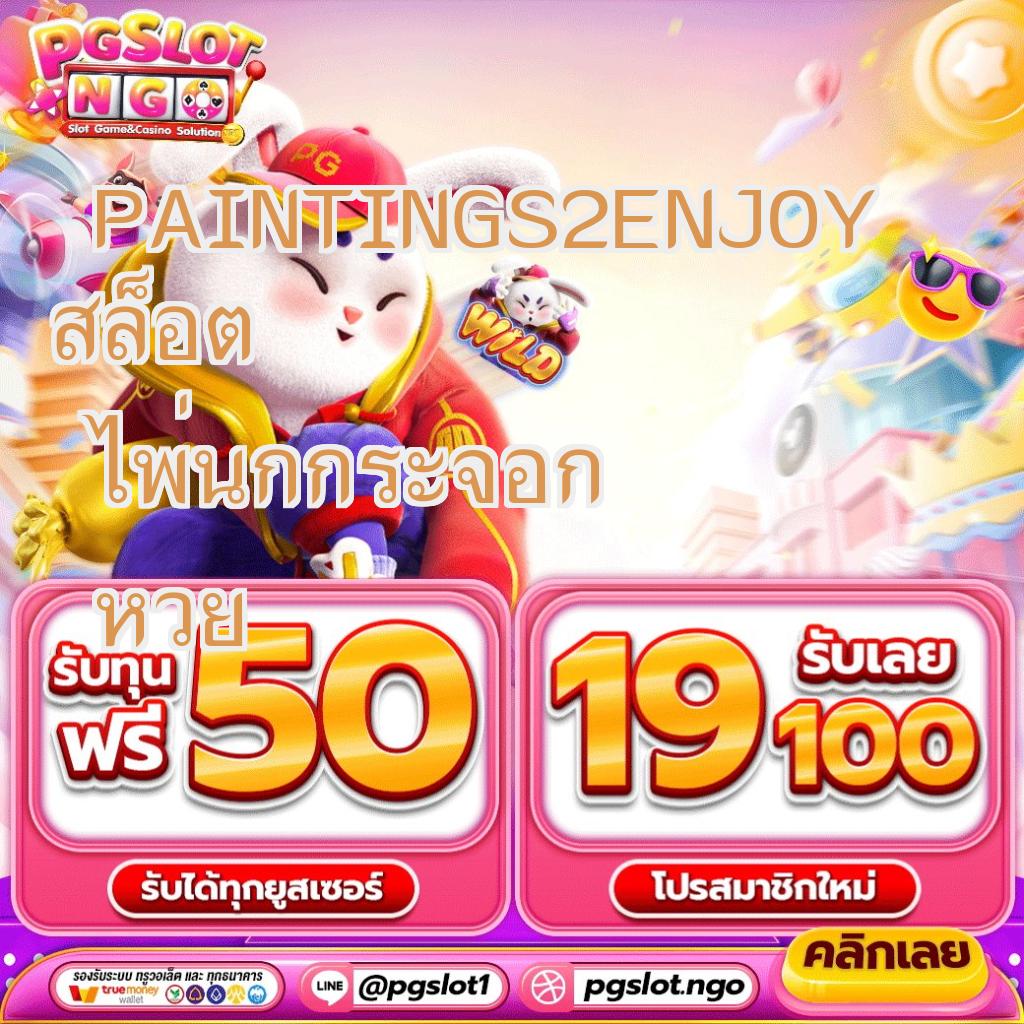 PGSLOT
NGO
Slot Game&Casino Solution
PG
PAINTINGS2ENJOY
สล็อต
WILD
ไพ่นกกระจอก
หวย
รับทุน
ฟรี
50
19
รับเลย
100
รับได้ทุกยูสเซอร์
โปรสมาชิกใหม่
คลิกเลย
รองรับระบบ ทรูวอเล็ต และ ทุกธนาคาร
truemoney
wallet
LINE
@pgslot1
pgslot.ngo